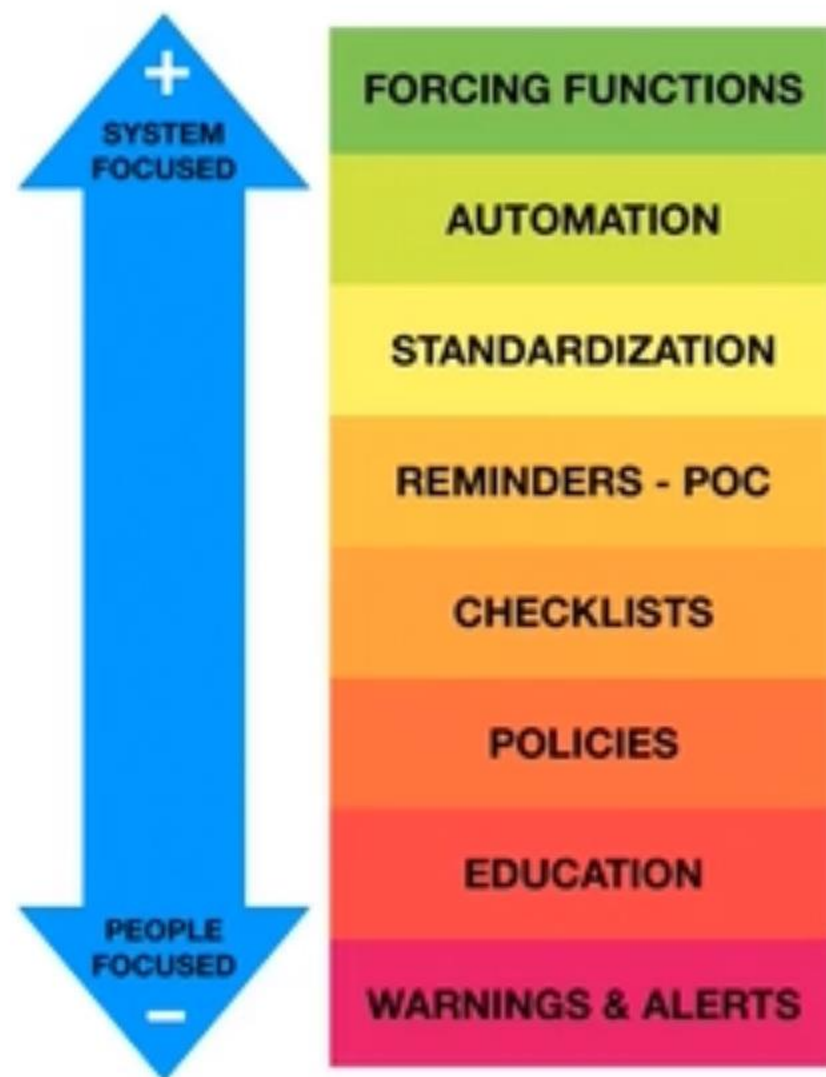 +
SYSTEM
FOCUSED
FORCING FUNCTIONS
AUTOMATION
STANDARDIZATION
REMINDERS - POC
CHECKLISTS
POLICIES
EDUCATION
WARNINGS & ALERTS
PEOPLE
FOCUSED
-